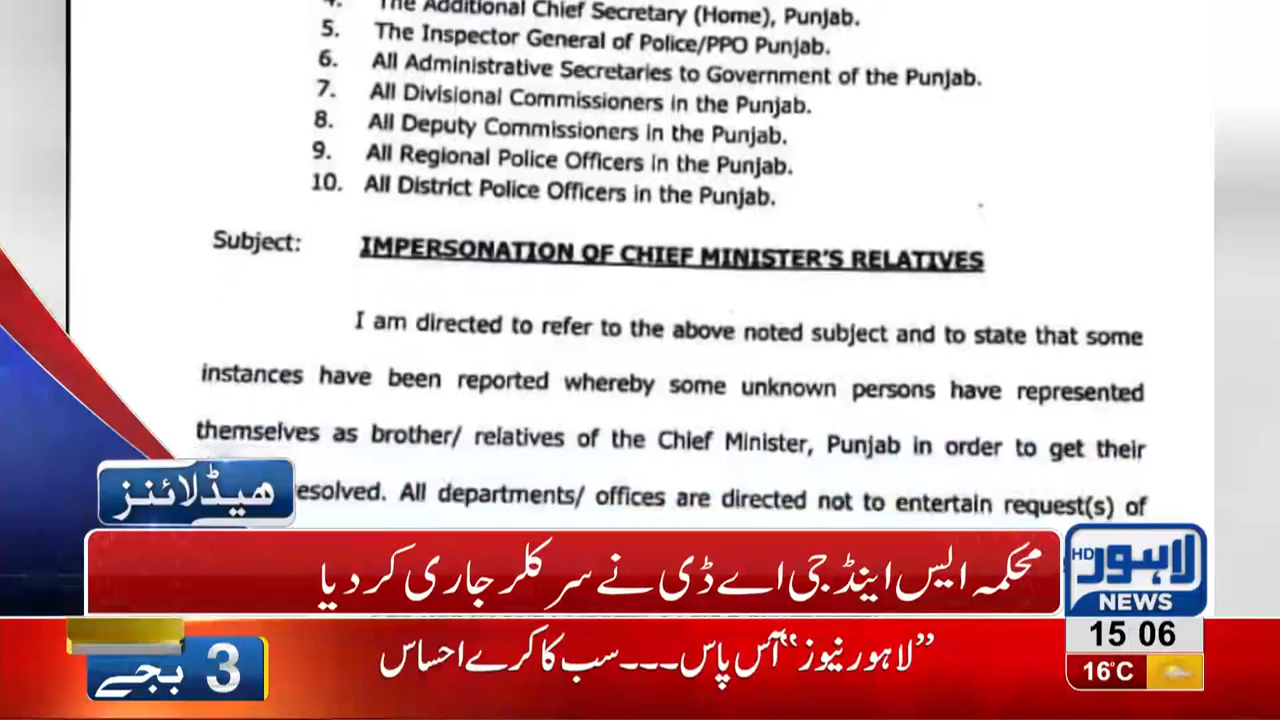 4. The Additional Chief Secretary (Home), Punjab.
5. The Inspector General of Police/PPO Punjab.
6. All Administrative Secretaries to Government of the Punjab.
7. All Divisional Commissioners in the Punjab.
8. All Deputy Commissioners in the Punjab.
9. All Regional Police Officers in the Punjab.
10. All District Police Officers in the Punjab.
Subject: IMPERSONATION OF CHIEF MINISTER'S RELATIVES
I am directed to refer to the above noted subject and to state that some
instances have been reported whereby some unknown persons have represented
themselves as brother/ relatives of the Chief Minister, Punjab in order to get their
esolved. All departments/ offices are directed not to entertain request(s) of
ہیڈلائنز
محکمہ ایس اینڈ جی اے ڈی نے سرکلر جاری کر دیا
لاہور HD
NEWS
15 06
16°C
3 بجے
”لاہور نیوز“ آس پاس۔۔۔سب کا کرے احساس